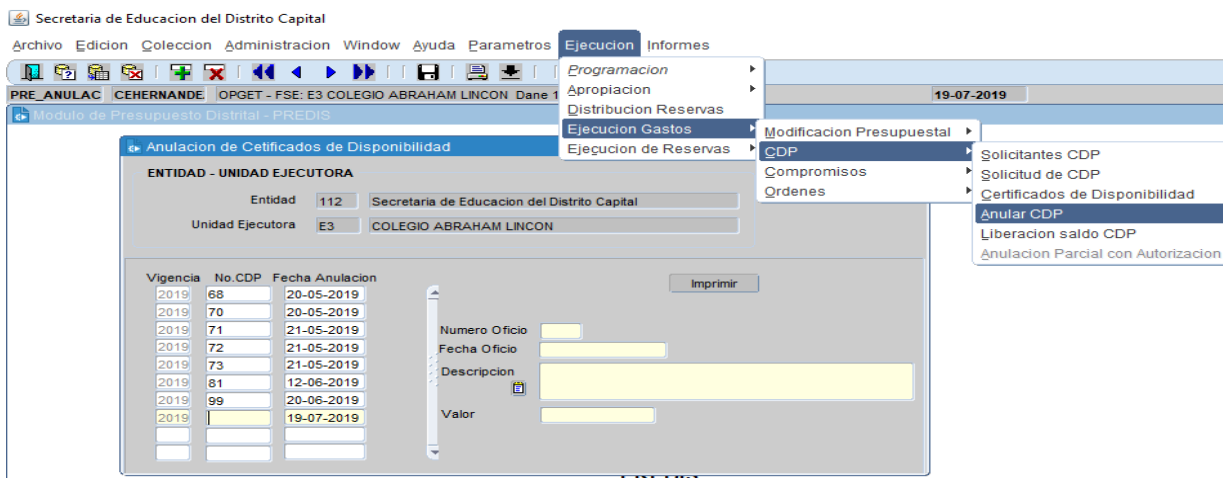 Secretaria de Educacion del Distrito Capital
Archivo Edicion Coleccion Administracion Window Ayuda Parametros Ejecucion Informes
PRE_ANULAC CEHERNANDE OPGET - FSE: E3 COLEGIO ABRAHAM LINCON Dane 1 19-07-2019
Modulo de Presupuesto Distrital - PREDIS
Programacion
Apropiacion
Distribucion Reservas
Ejecucion Gastos
Ejecucion de Reservas
Modificacion Presupuestal
CDP
Compromisos
Ordenes
Solicitantes CDP
Solicitud de CDP
Certificados de Disponibilidad
Anular CDP
Liberacion saldo CDP
Anulacion Parcial con Autorizacion
Anulacion de Cetificados de Disponibilidad
ENTIDAD - UNIDAD EJECUTORA
Entidad 112 Secretaria de Educacion del Distrito Capital
Unidad Ejecutora E3 COLEGIO ABRAHAM LINCON
Vigencia No.CDP Fecha Anulacion
Imprimir
2019 68 20-05-2019
2019 70 20-05-2019
2019 71 21-05-2019
2019 72 21-05-2019
2019 73 21-05-2019
2019 81 12-06-2019
2019 99 20-06-2019
2019 19-07-2019
Numero Oficio
Fecha Oficio
Descripcion
Valor